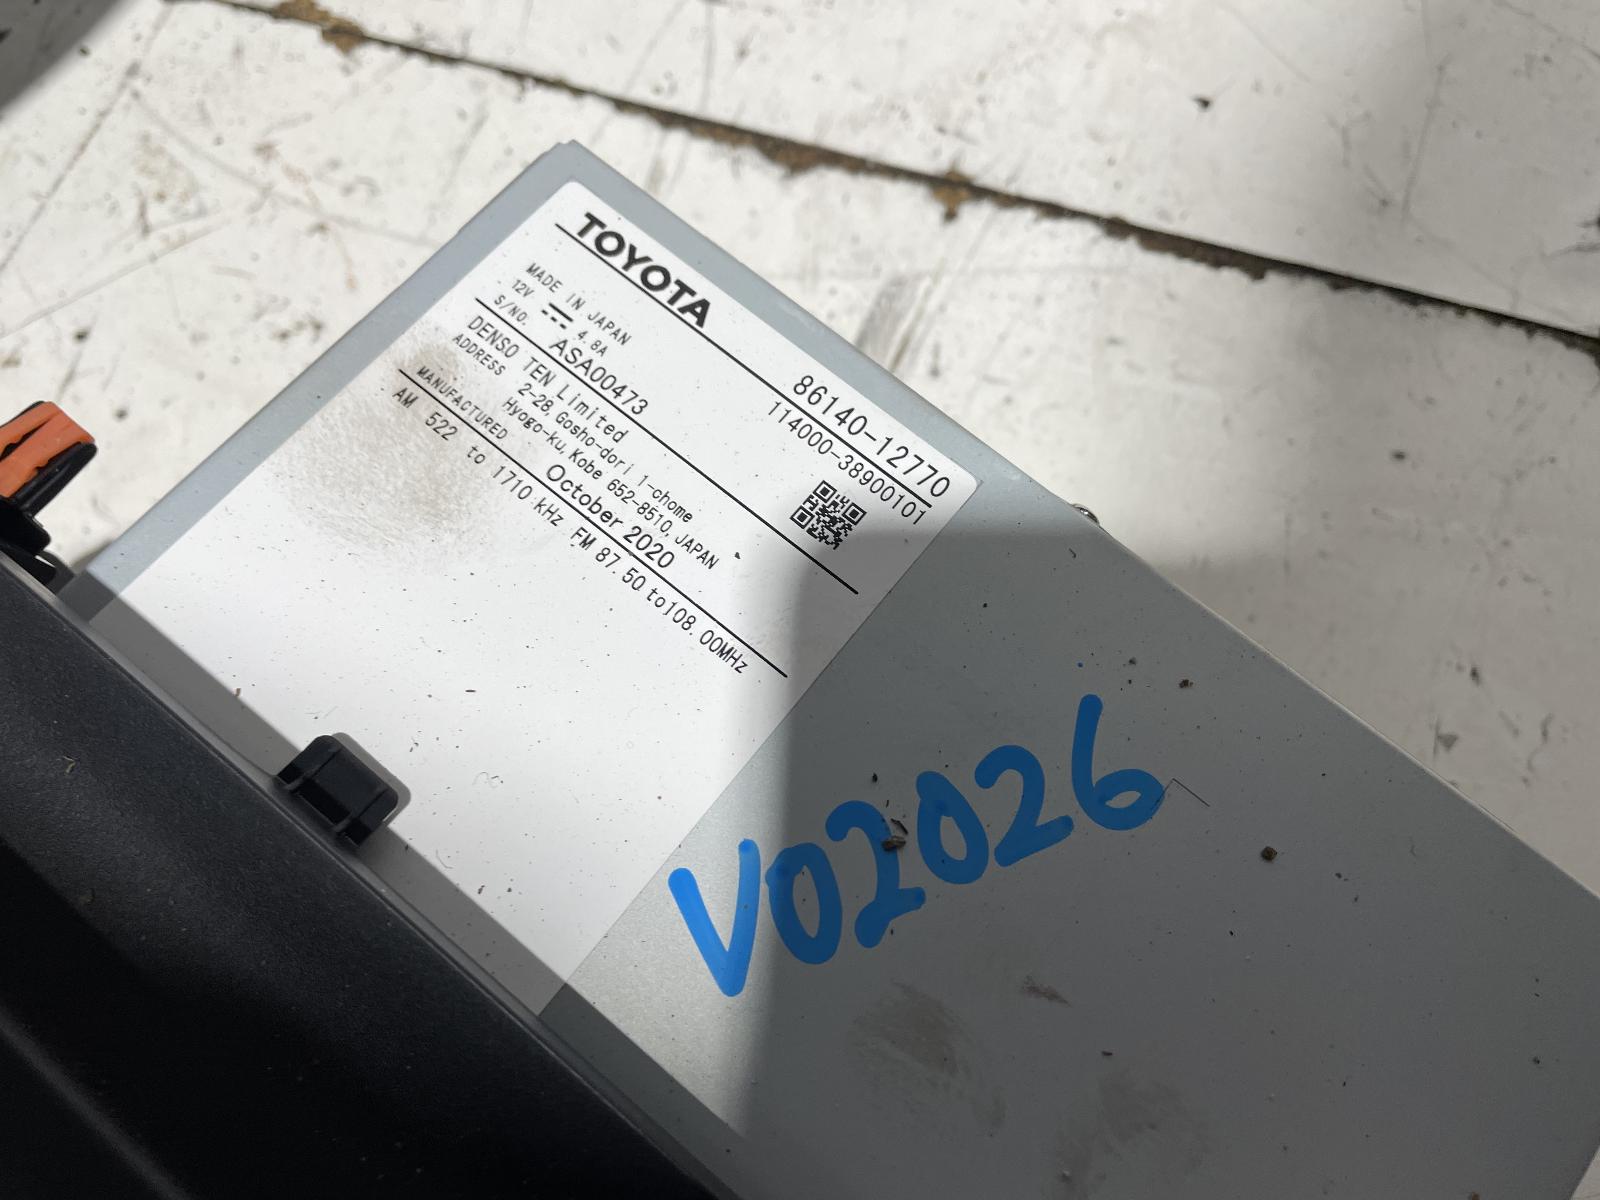 TOYOTA
86140-12770
MADE IN JAPAN
114000-38900101
12V ⎓ 4.8A
S/NO. ASA00473
DENSO TEN Limited
ADDRESS 2-28, Gosho-dori 1-chome
Hyogo-ku, Kobe 652-8510, JAPAN
MANUFACTURED October 2020
AM 522 to 1710 kHz FM 87.50 to 108.00MHz
V02026